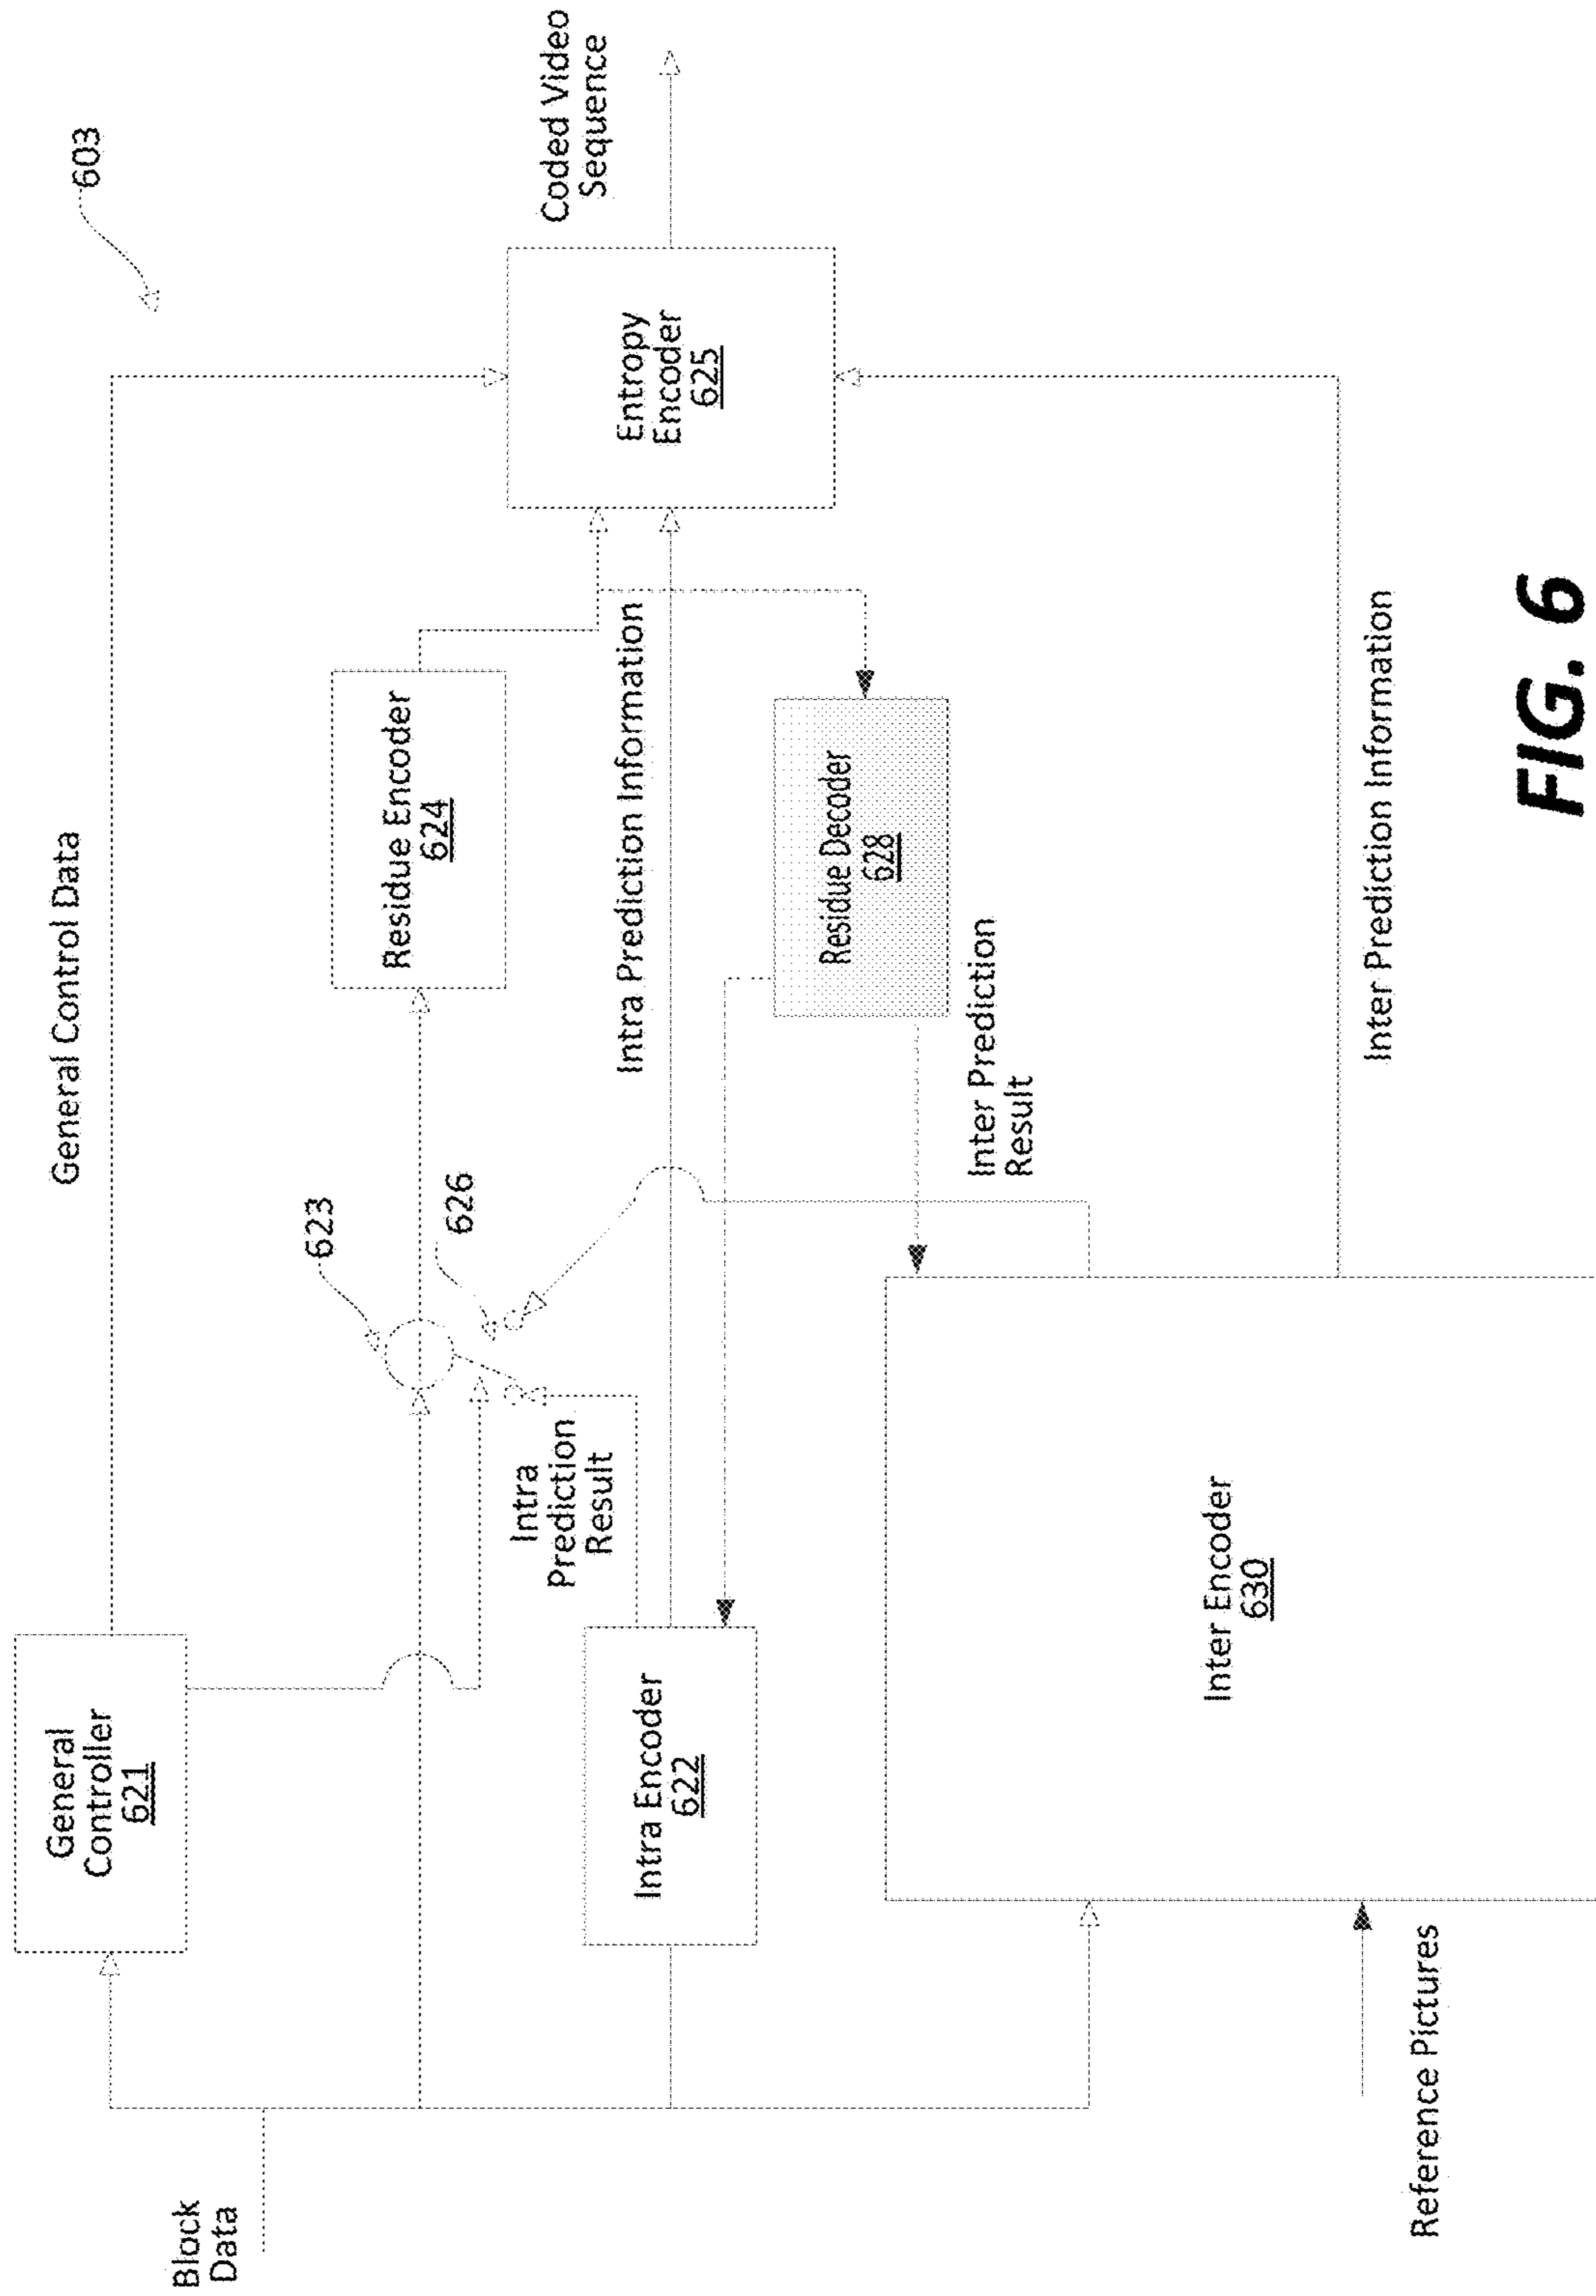 603
General Control Data
General
Controller
621
Block
Data
623
626
Residue Encoder
624
Coded Video
Sequence
Entropy
Encoder
625
Intra
Prediction
Result
Intra Prediction Information
Intra Encoder
622
Residue Decoder
628
Inter Prediction
Result
Inter Encoder
630
Inter Prediction Information
Reference Pictures
FIG. 6